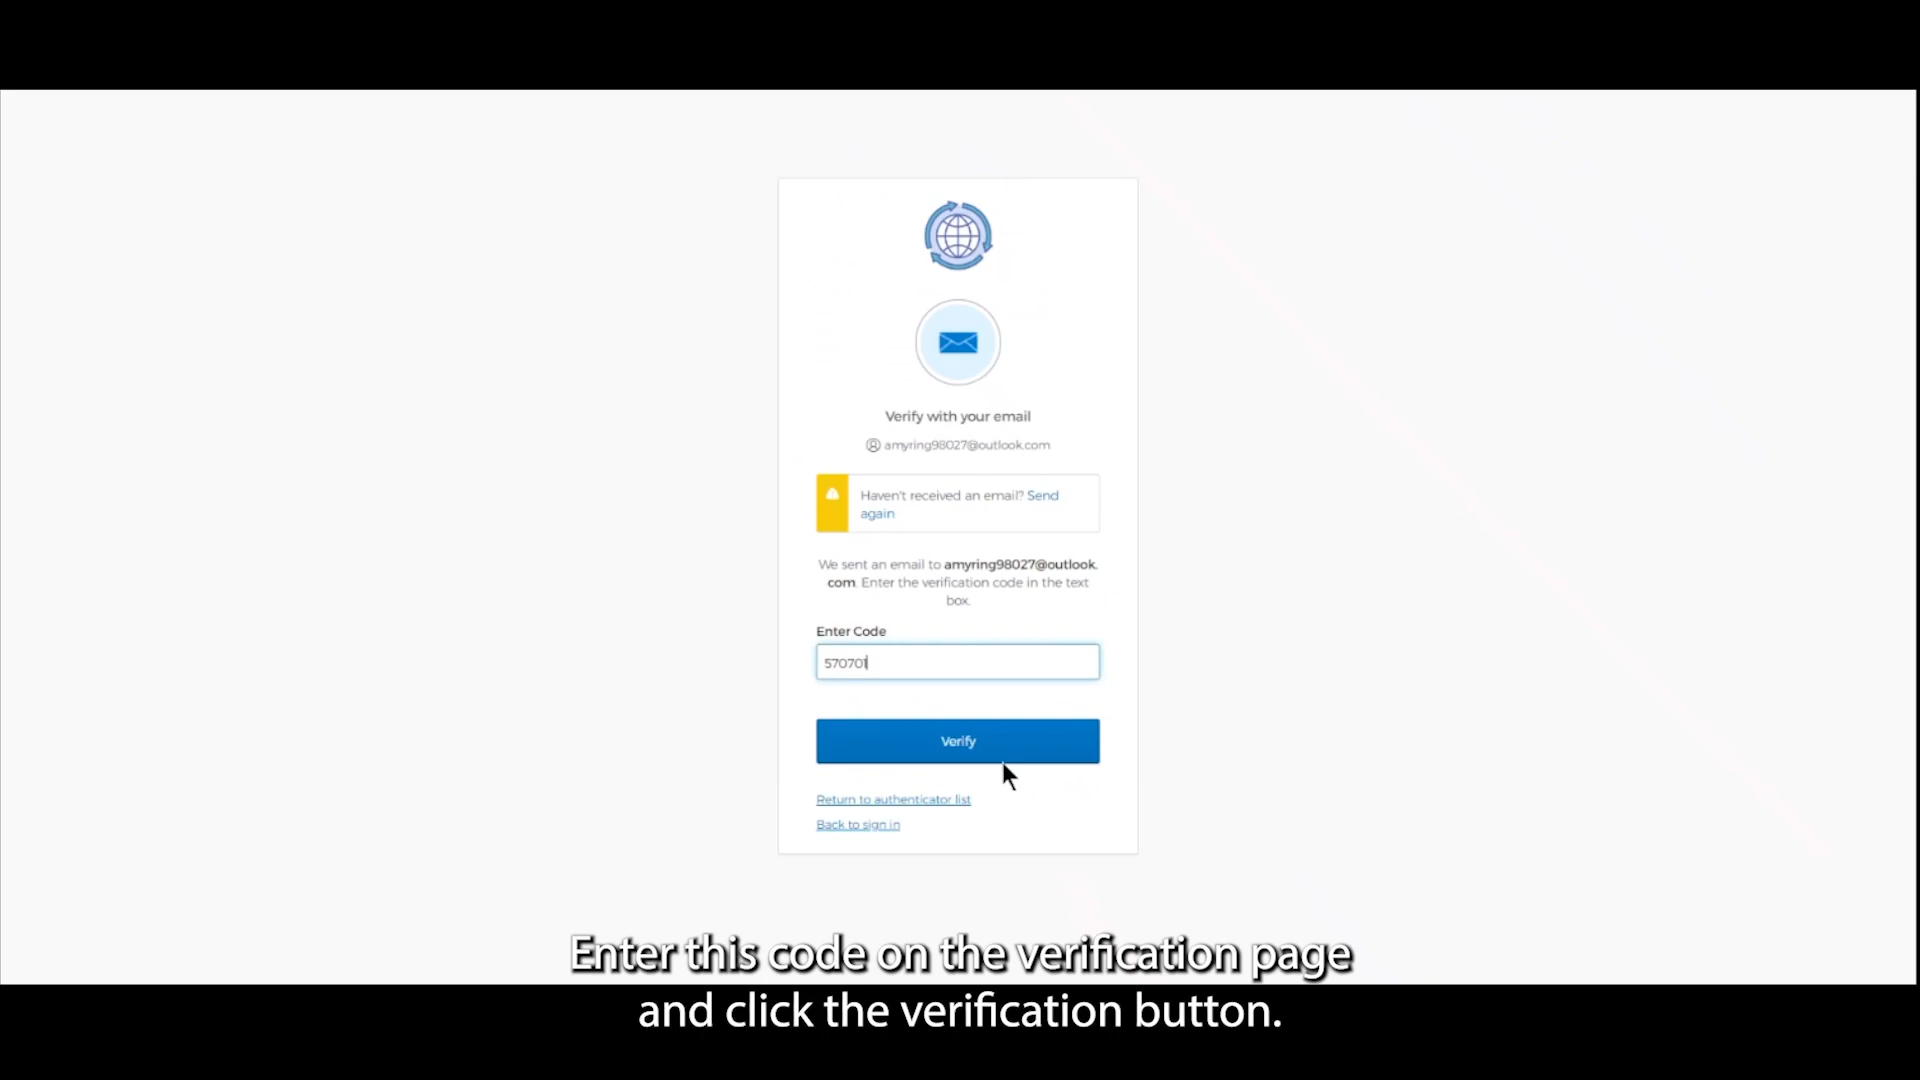 Verify with your email
amyring98027@outlook.com
Haven't received an email? Send
again
We sent an email to amyring98027@outlook.
com. Enter the verification code in the text
box.
Enter Code
570701
Verify
Return to authenticator list
Back to sign in
Enter this code on the verification page
and click the verification button.